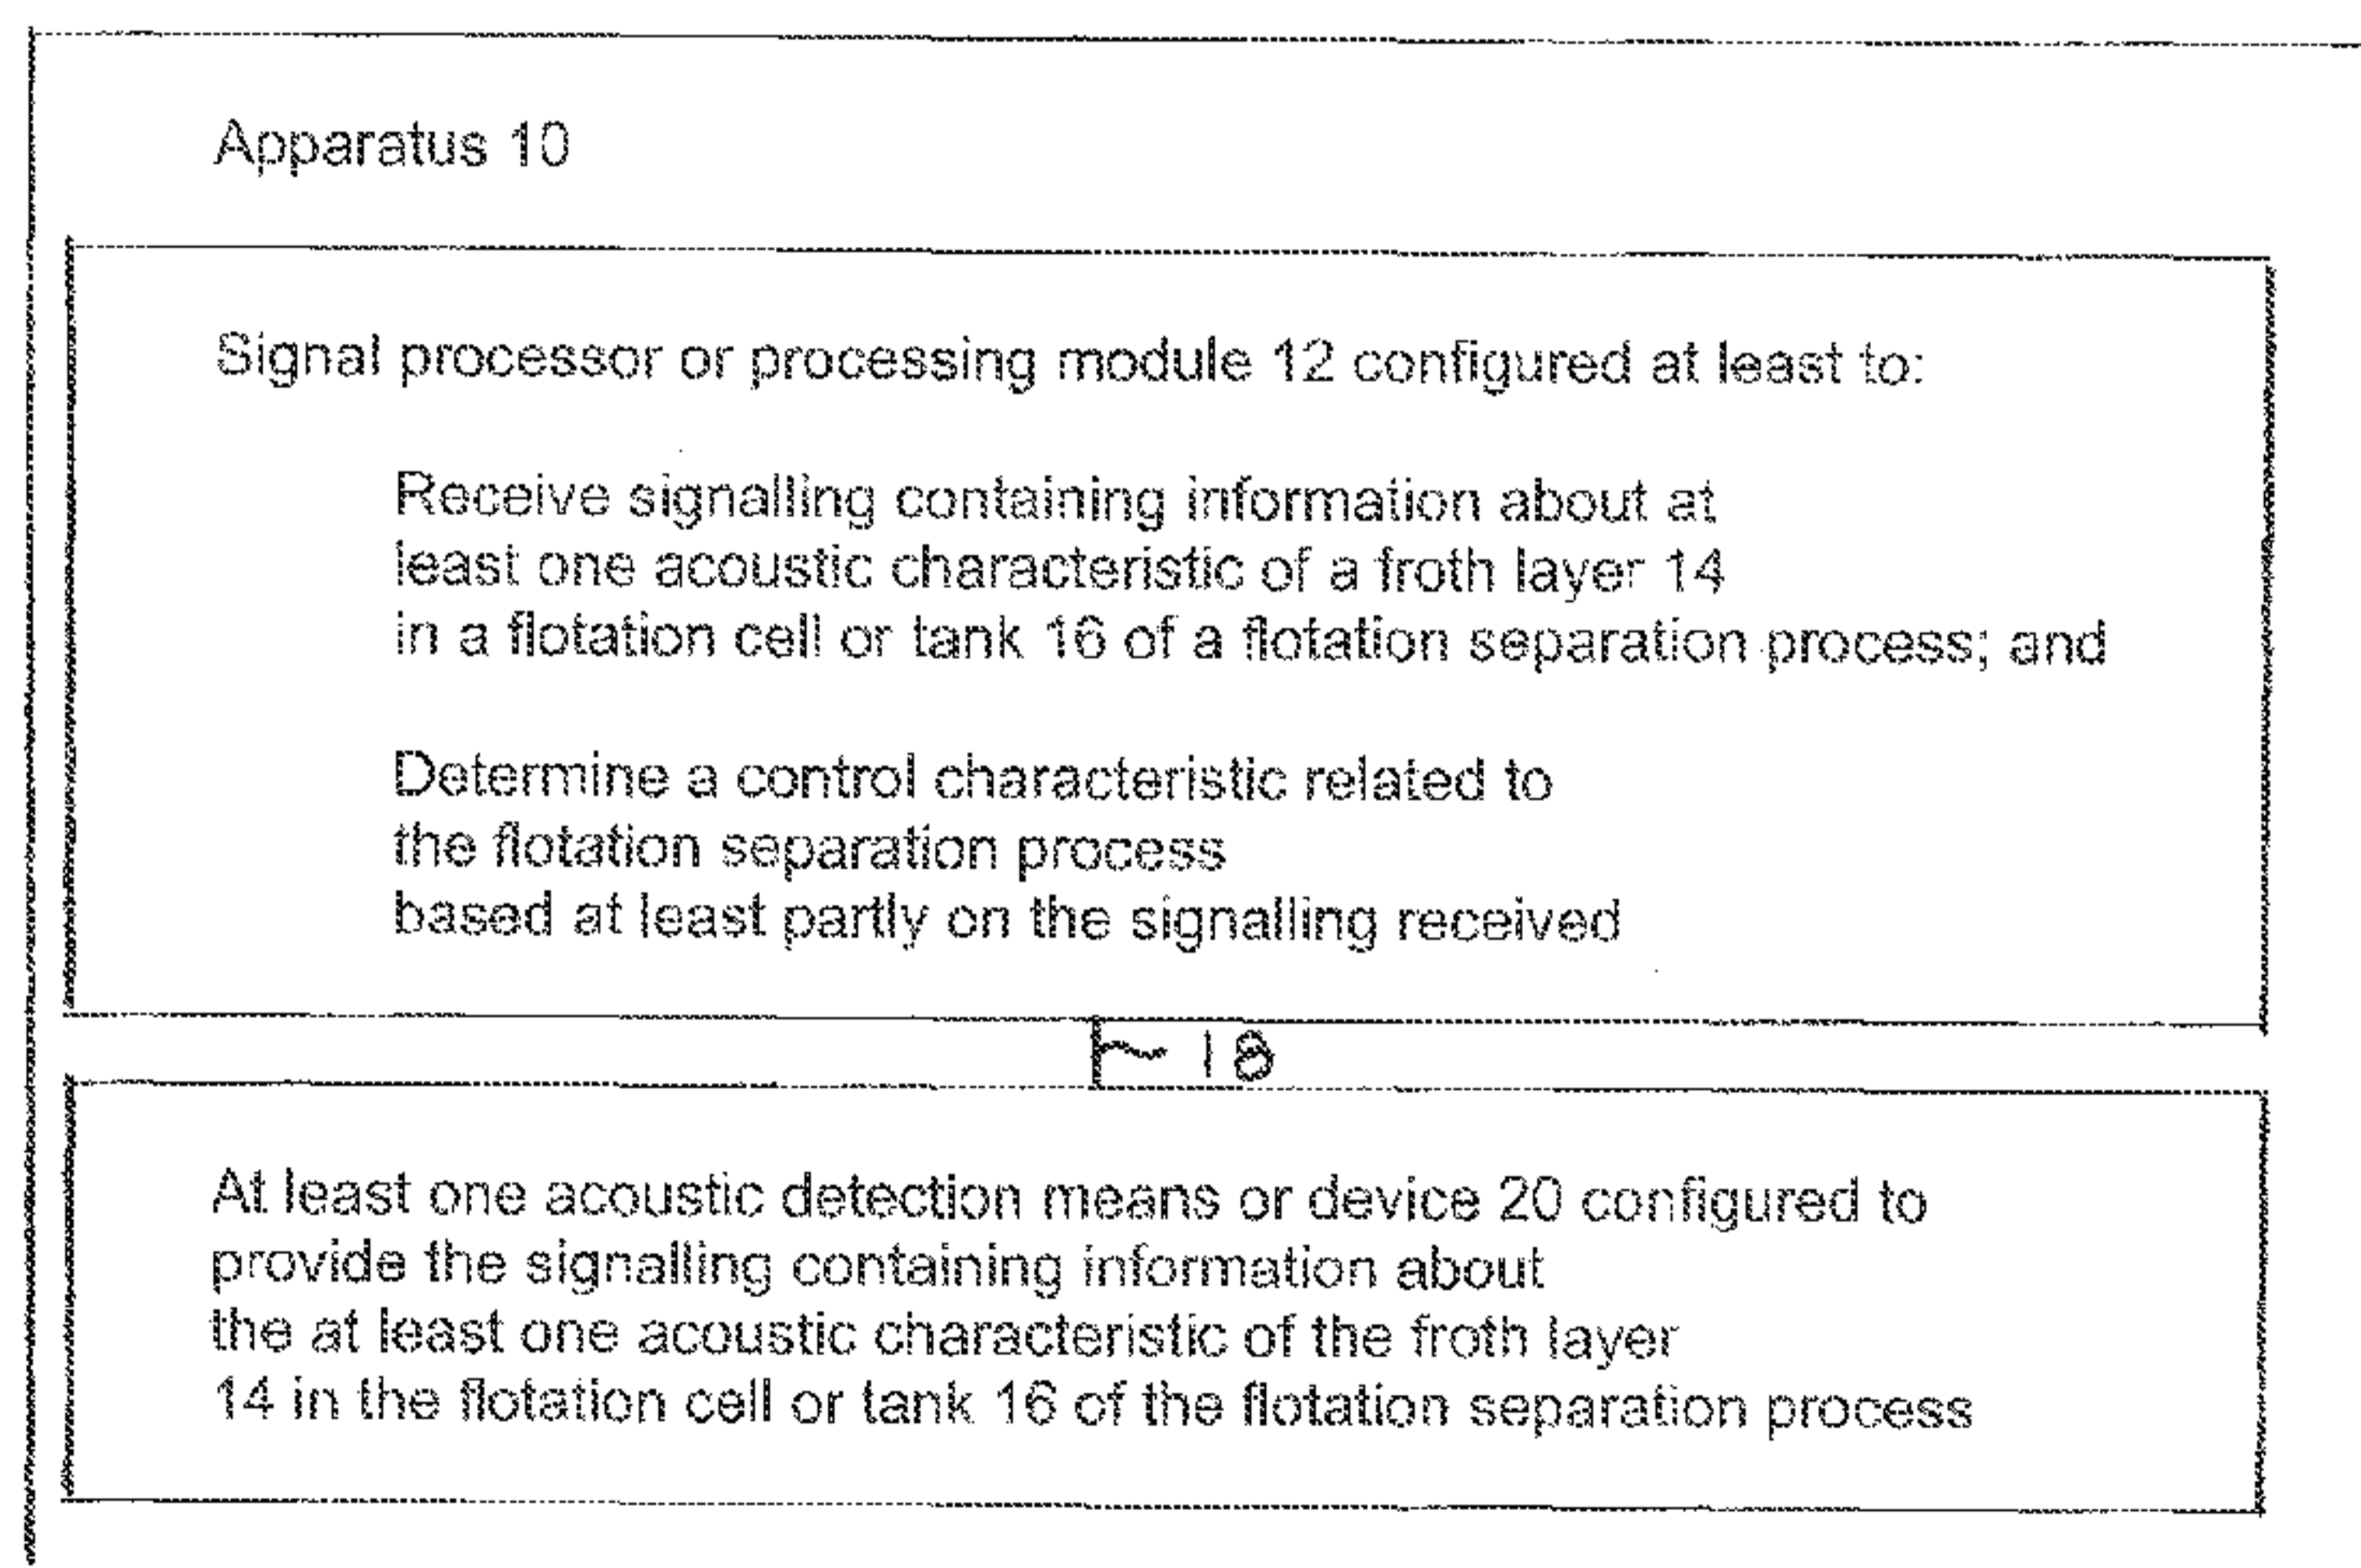 Apparatus 10
Signal processor or processing module 12 configured at least to:
Receive signalling containing information about at
least one acoustic characteristic of a froth layer 14
in a flotation cell or tank 16 of a flotation separation process; and
Determine a control characteristic related to
the flotation separation process
based at least partly on the signalling received
18
At least one acoustic detection means or device 20 configured to
provide the signalling containing information about
the at least one acoustic characteristic of the froth layer
14 in the flotation cell or tank 16 of the flotation separation process